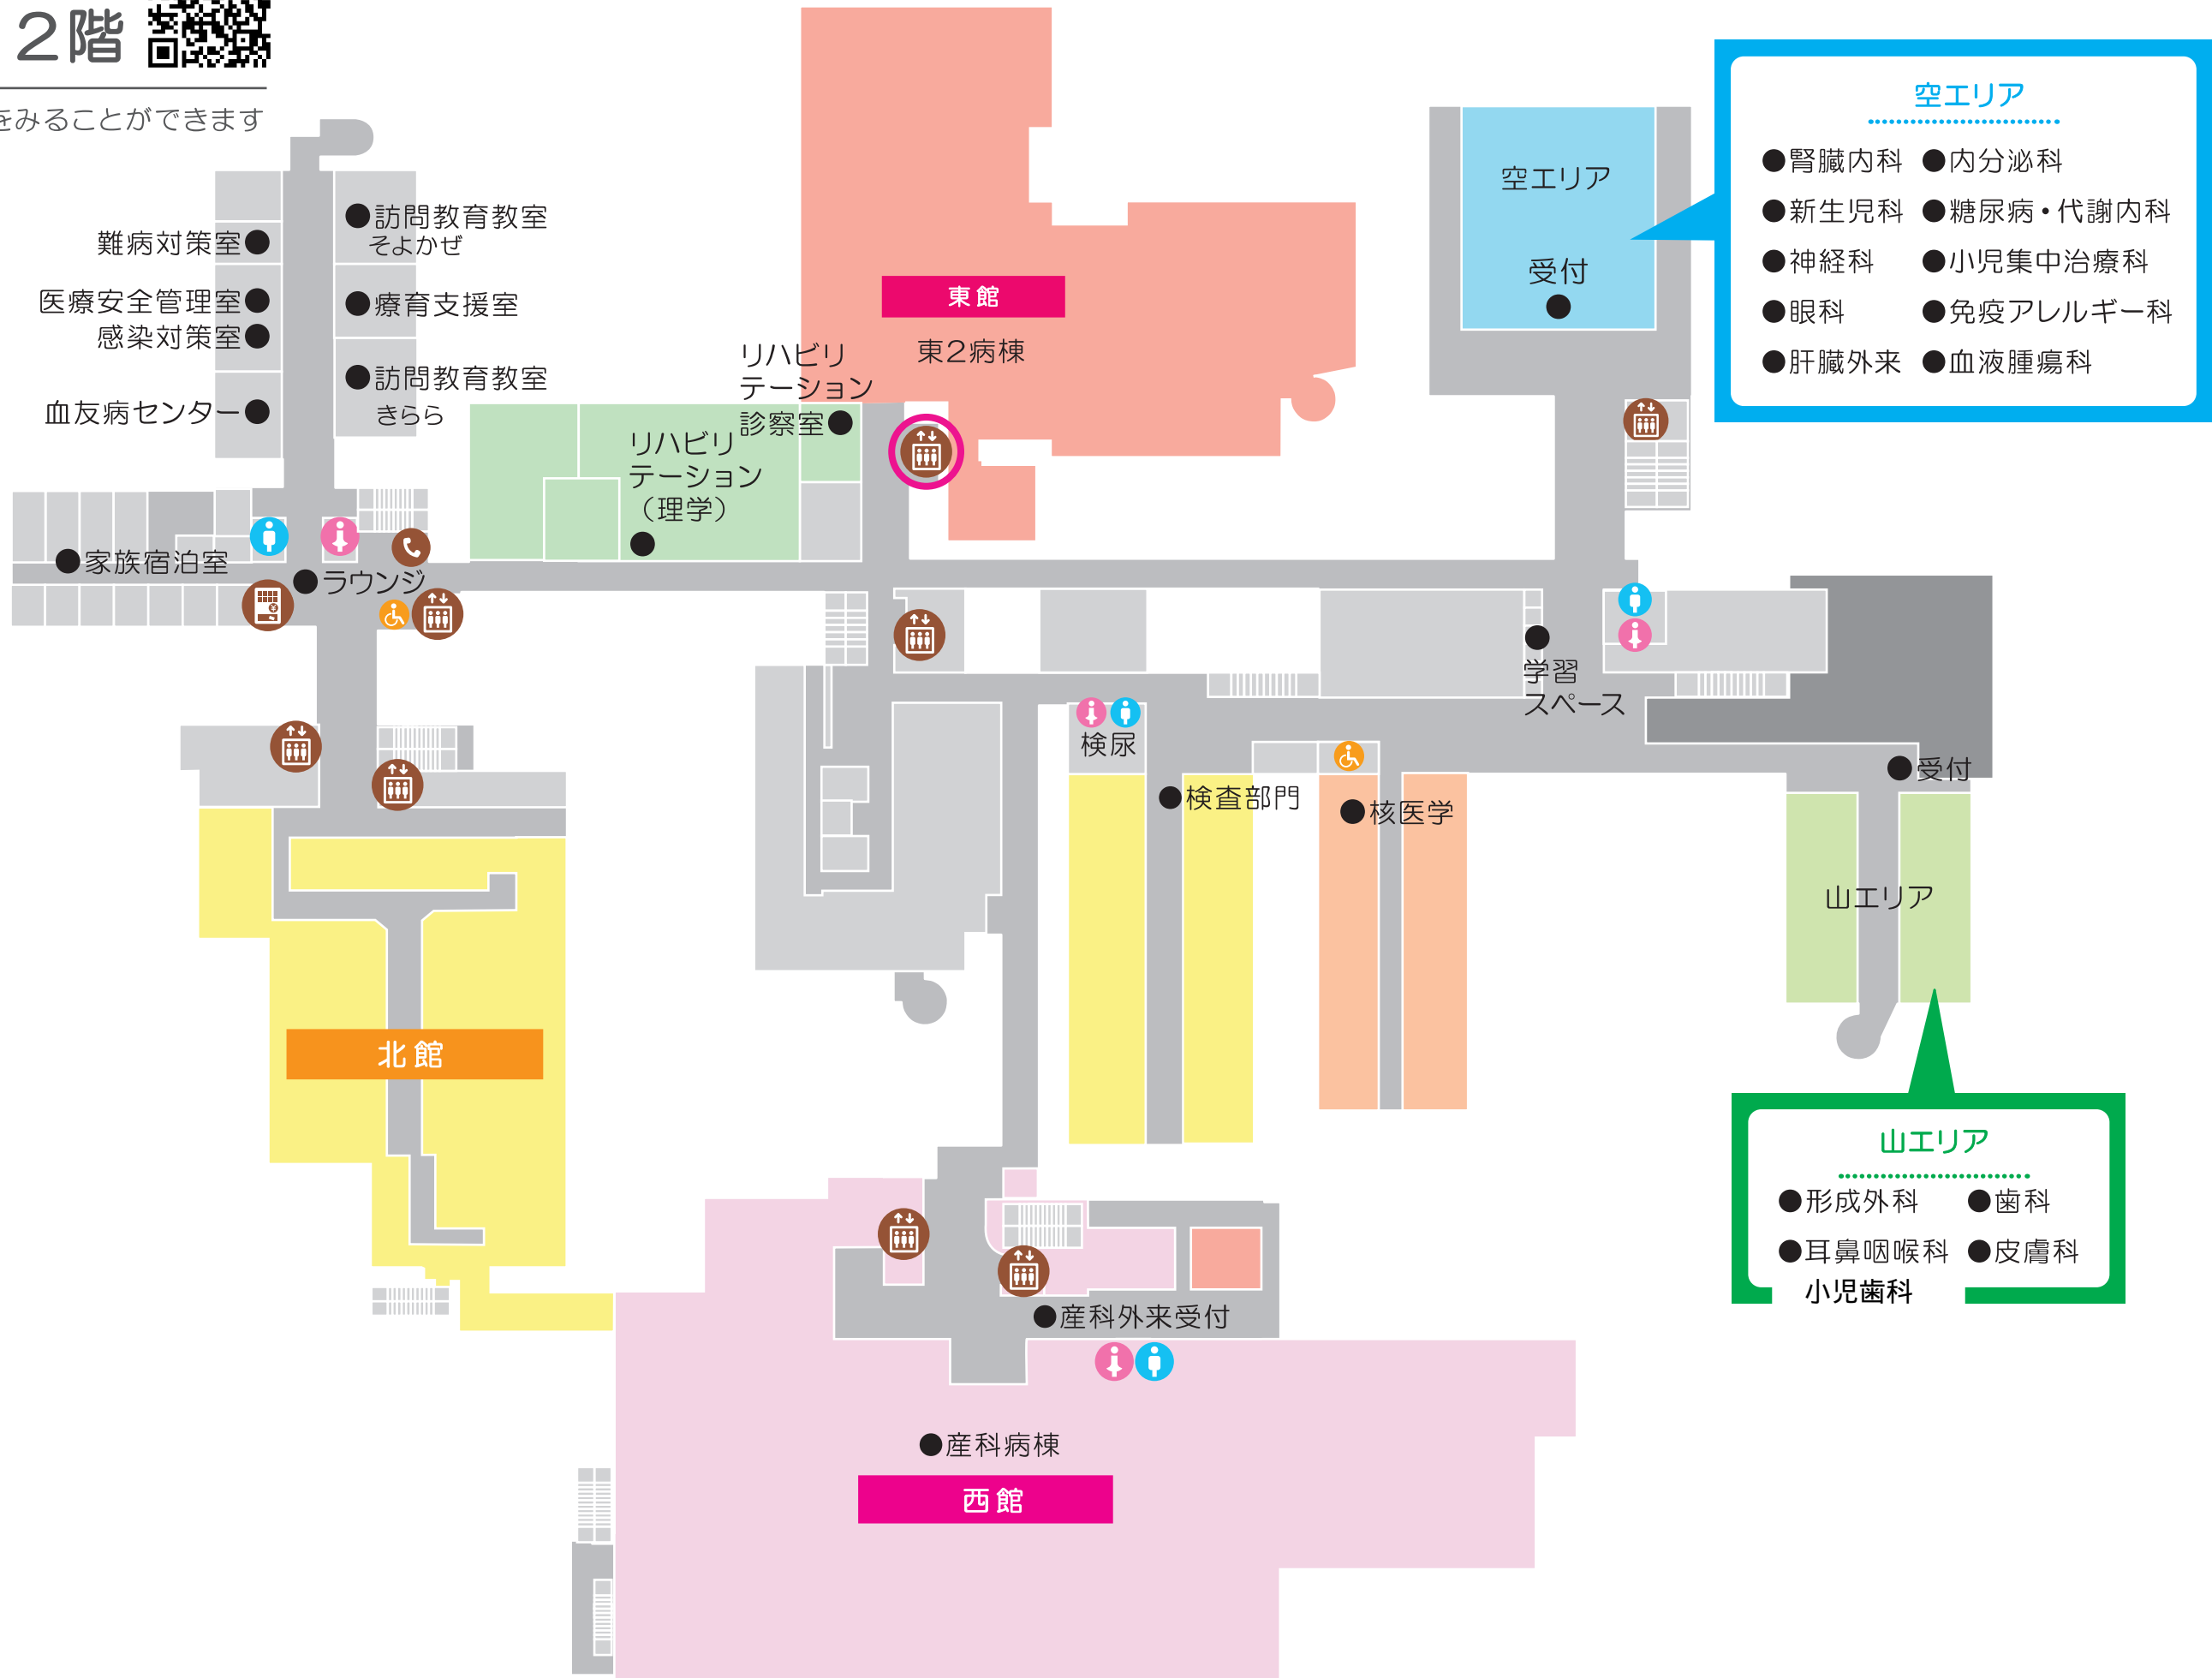 2階
をみることができます
難病対策室
医療安全管理室
感染対策室
血友病センター
訪問教育教室
そよかぜ
療育支援室
訪問教育教室
きらら
家族宿泊室
ラウンジ
リハビリ
テーション
診察室
リハビリ
テーション
（理学）
東館
東2病棟
空エリア
受付
空エリア
腎臓内科
内分泌科
新生児科
糖尿病・代謝内科
神経科
小児集中治療科
眼科
免疫アレルギー科
肝臓外来
血液腫瘍科
学習
スペース
検尿
検査部門
核医学
受付
山エリア
山エリア
形成外科
歯科
耳鼻咽喉科
皮膚科
小児歯科
北館
産科外来受付
産科病棟
西館